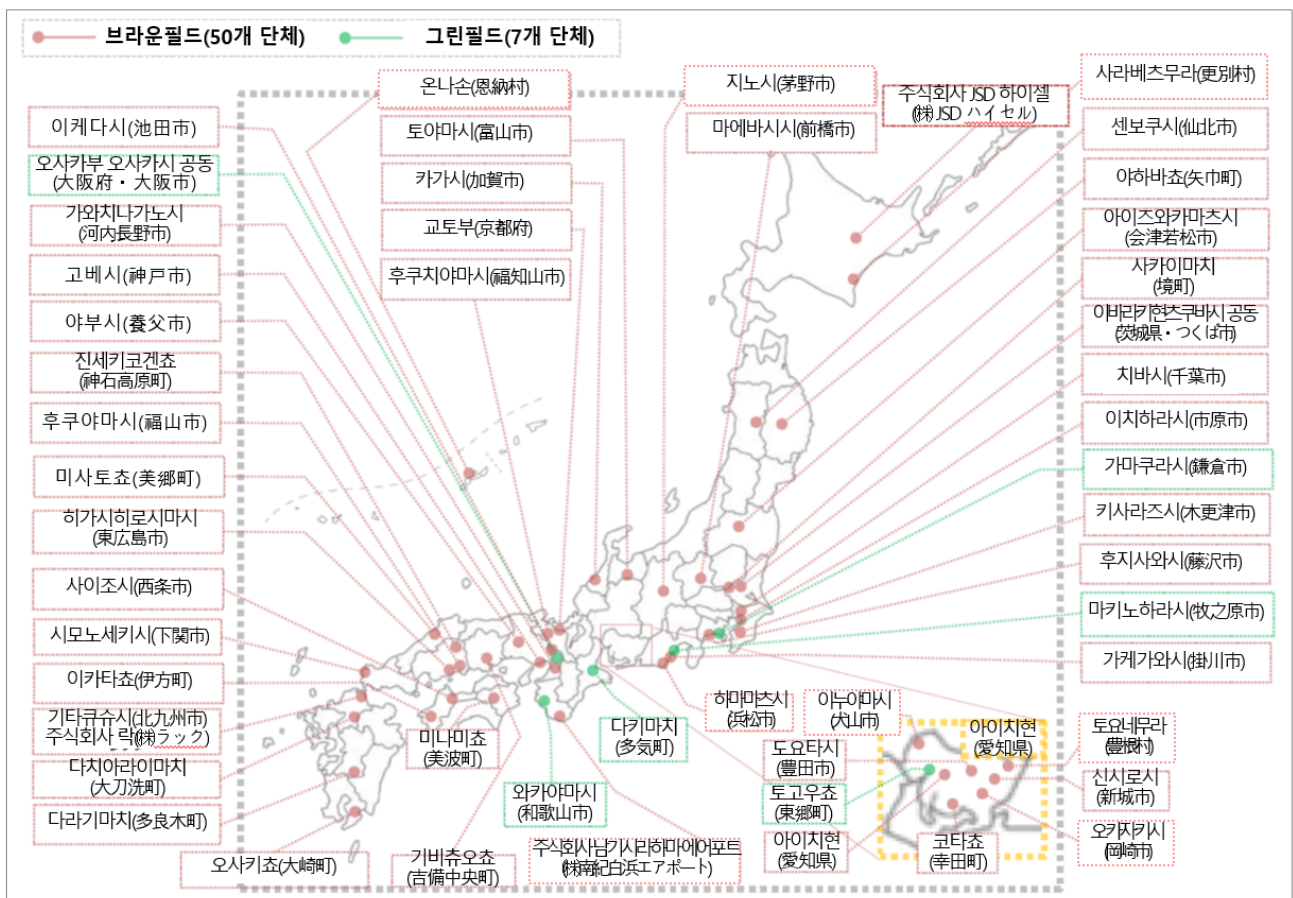 브라운필드(50개 단체)
그린필드(7개 단체)
이케다시(池田市)
오사카부 오사카시 공동
(大阪府・大阪市)
가와치나가노시
(河内長野市)
고베시(神戸市)
야부시(養父市)
진세키코겐쵸
(神石高原町)
후쿠야마시(福山市)
미사토쵸(美郷町)
히가시히로시마시
(東広島市)
사이조시(西条市)
시모노세키시(下関市)
이카타쵸(伊方町)
기타큐슈시(北九州市)
주식회사 락(㈱ラック)
다치아라이마치
(大刀洗町)
다라기마치(多良木町)
오사키쵸(大崎町)
온나손(恩納村)
토야마시(富山市)
카가시(加賀市)
교토부(京都府)
후쿠치야마시(福知山市)
지노시(茅野市)
마에바시시(前橋市)
주식회사 JSD 하이셀
(㈱JSD ハイセル)
사라베츠무라(更別村)
센보쿠시(仙北市)
야하바쵸(矢巾町)
아이즈와카마츠시
(会津若松市)
사카이마치
(境町)
이바라키현츠쿠바시 공동
(茨城県・つくば市)
치바시(千葉市)
이치하라시(市原市)
가마쿠라시(鎌倉市)
키사라즈시(木更津市)
후지사와시(藤沢市)
마키노하라시(牧之原市)
가케가와시(掛川市)
미나미쵸
(美波町)
기비츄오쵸
(吉備中央町)
와카야마시
(和歌山市)
주식회사남기시라하마에어포트
(㈱南紀白浜エアポート)
다키마치
(多気町)
하마마츠시
(浜松市)
이누야마시
(犬山市)
도요타시
(豊田市)
토고우쵸
(東郷町)
아이치현
(愛知県)
아이치현
(愛知県)
코타쵸
(幸田町)
토요네무라
(豊根村)
신시로시
(新城市)
오카자키시
(岡崎市)